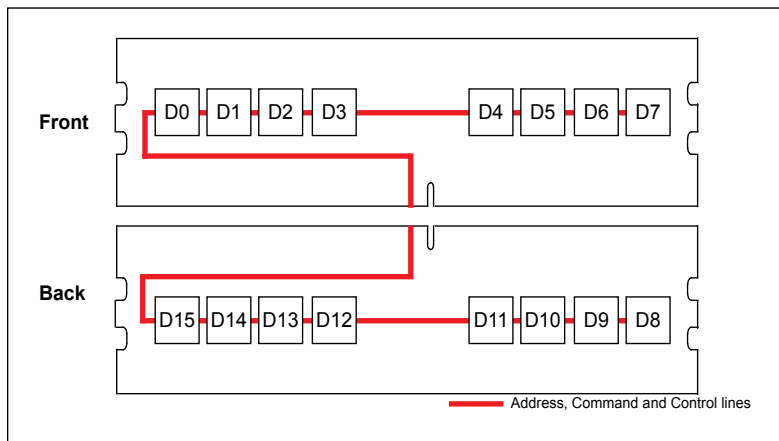 Front
D0 D1 D2 D3 D4 D5 D6 D7
Back
D15 D14 D13 D12 D11 D10 D9 D8
Address, Command and Control lines